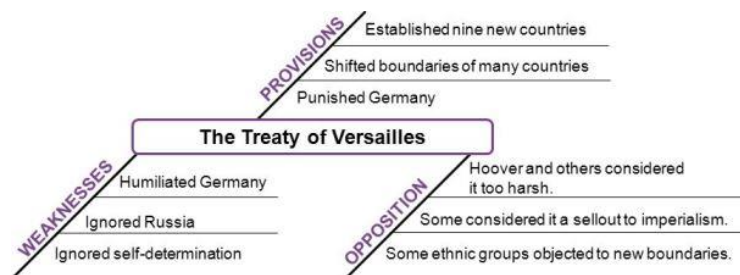 PROVISIONS
Established nine new countries
Shifted boundaries of many countries
Punished Germany
The Treaty of Versailles
WEAKNESSES
Humiliated Germany
Ignored Russia
Ignored self-determination
OPPOSITION
Hoover and others considered
it too harsh.
Some considered it a sellout to imperialism.
Some ethnic groups objected to new boundaries.